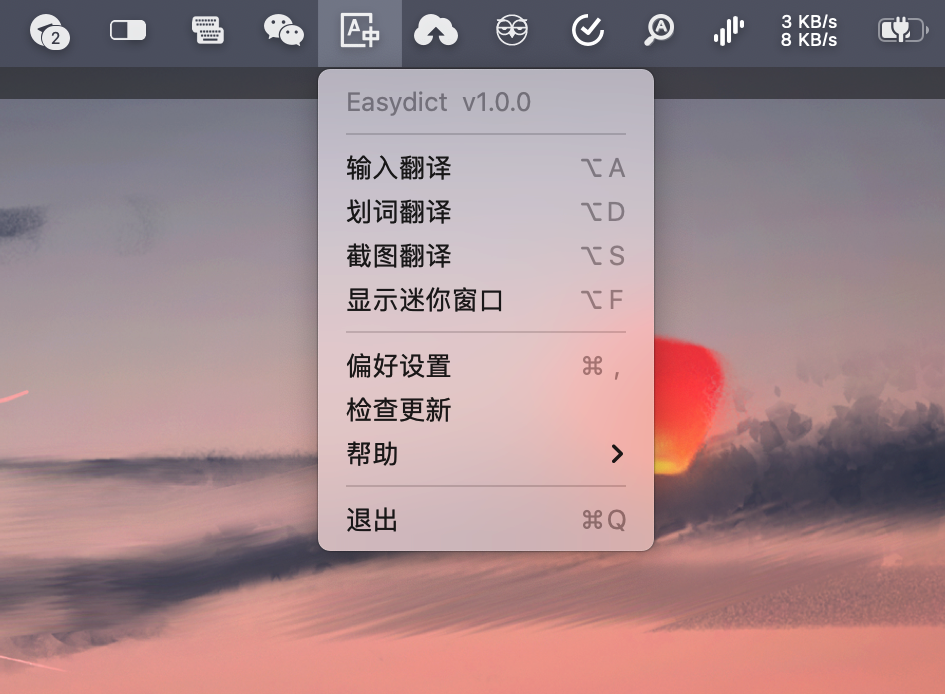 2
A中
A
3 KB/s
8 KB/s
Easydict v1.0.0
输入翻译 ⌥ A
划词翻译 ⌥ D
截图翻译 ⌥ S
显示迷你窗口 ⌥ F
偏好设置 ⌘ ,
检查更新
帮助
退出 ⌘ Q